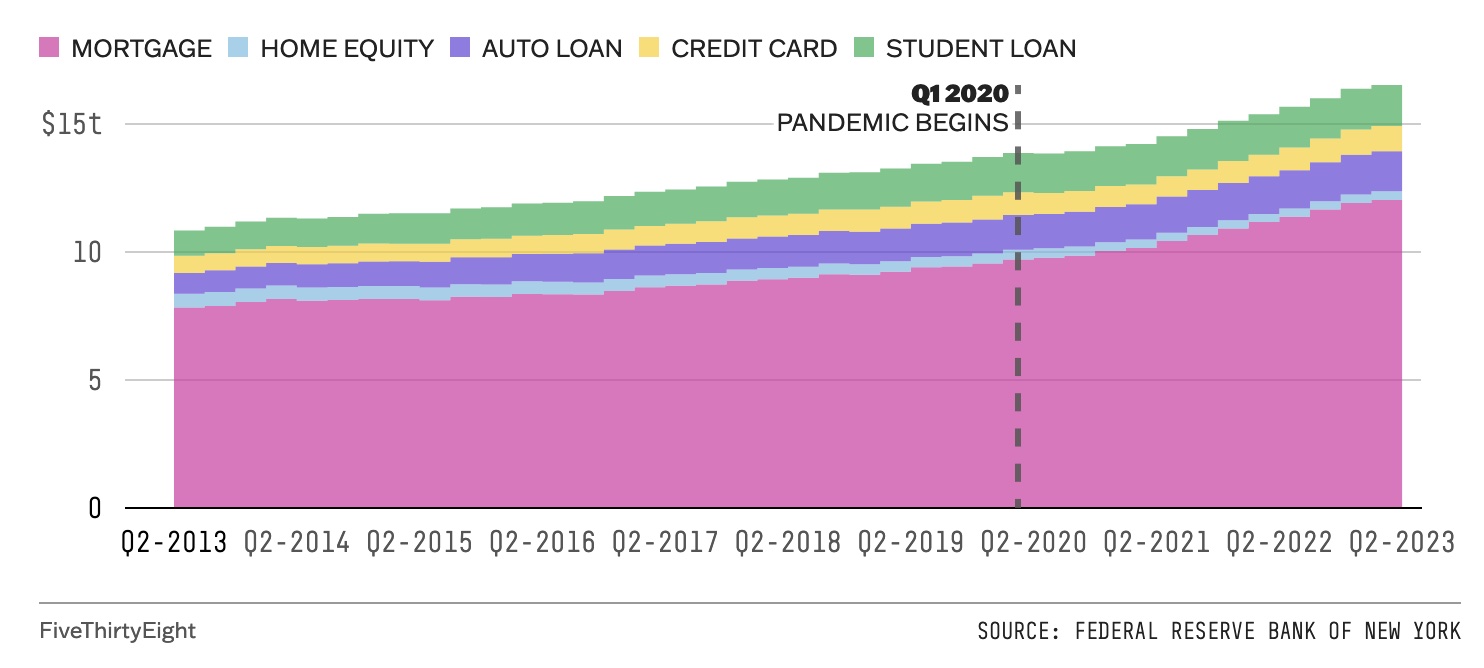 MORTGAGE HOME EQUITY AUTO LOAN CREDIT CARD STUDENT LOAN
Q1 2020
$15t
PANDEMIC BEGINS
10
5
0
Q2-2013 Q2-2014 Q2-2015 Q2-2016 Q2-2017 Q2-2018 Q2-2019 Q2-2020 Q2-2021 Q2-2022 Q2-2023
FiveThirtyEight
SOURCE: FEDERAL RESERVE BANK OF NEW YORK